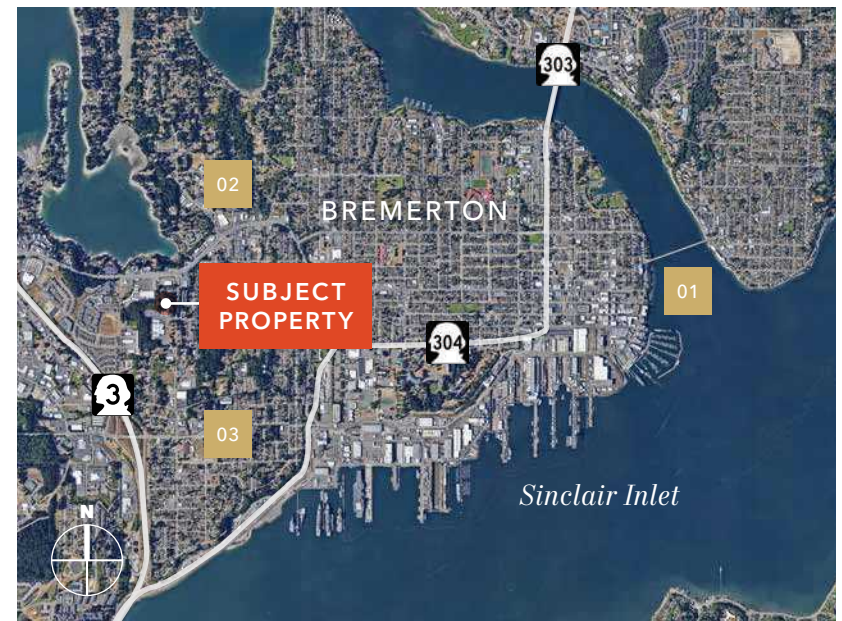 303
02
BREMERTON
SUBJECT
PROPERTY
01
304
3
03
Sinclair Inlet
N